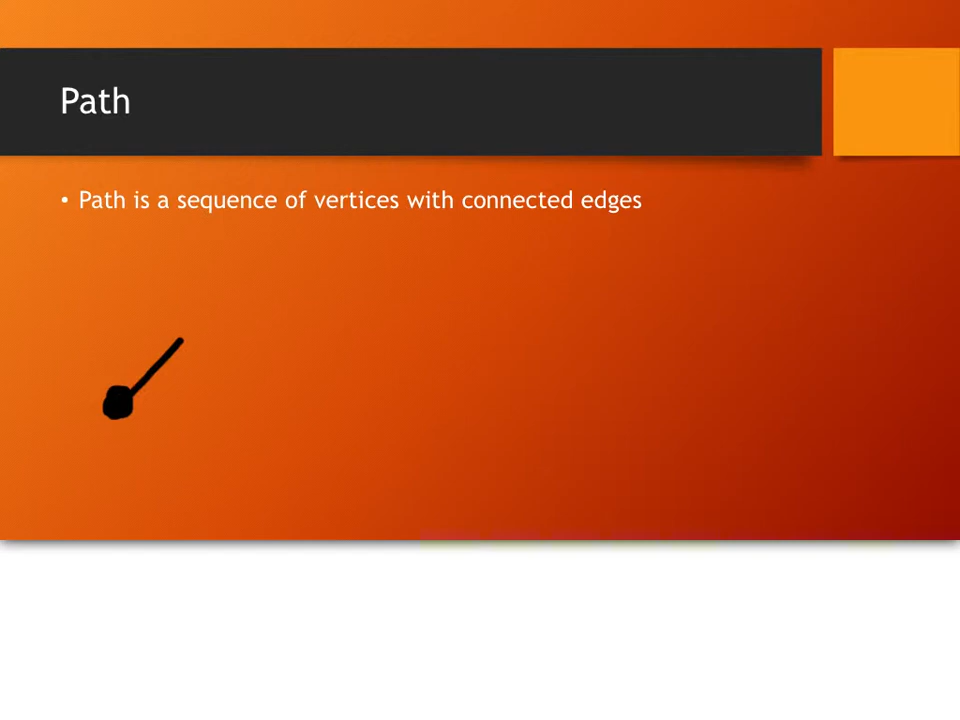 Path
• Path is a sequence of vertices with connected edges